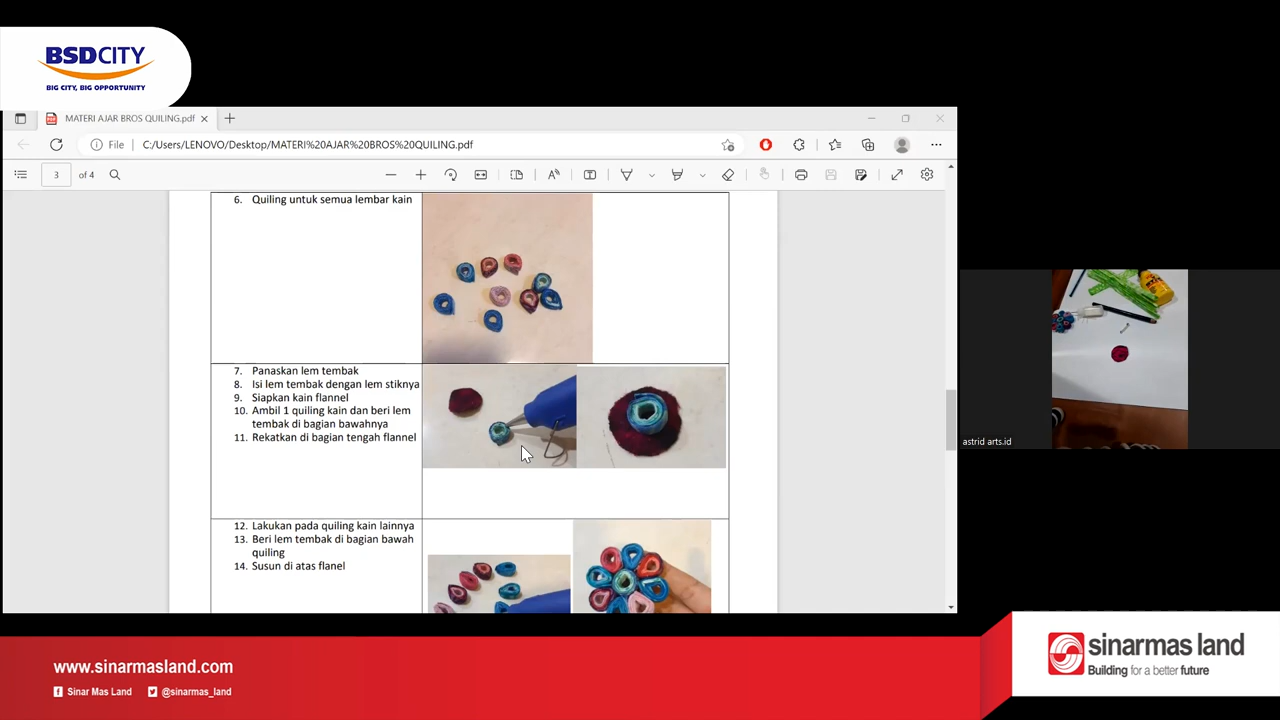 BSDCITY
BIG CITY, BIG OPPORTUNITY
MATERI AJAR BROS QUILING.pdf
File
C:/Users/LENOVO/Desktop/MATERI%20AJAR%20BROS%20QUILING.pdf
3 of 4
6. Quiling untuk semua lembar kain
7. Panaskan lem tembak
8. Isi lem tembak dengan lem stiknya
9. Siapkan kain flannel
10. Ambil 1 quiling kain dan beri lem
tembak di bagian bawahnya
11. Rekatkan di bagian tengah flannel
12. Lakukan pada quiling kain lainnya
13. Beri lem tembak di bagian bawah
quiling
14. Susun di atas flanel
astrid arts.id
www.sinarmasland.com
Sinar Mas Land
@sinarmas_land
sinarmas land
Building for a better future